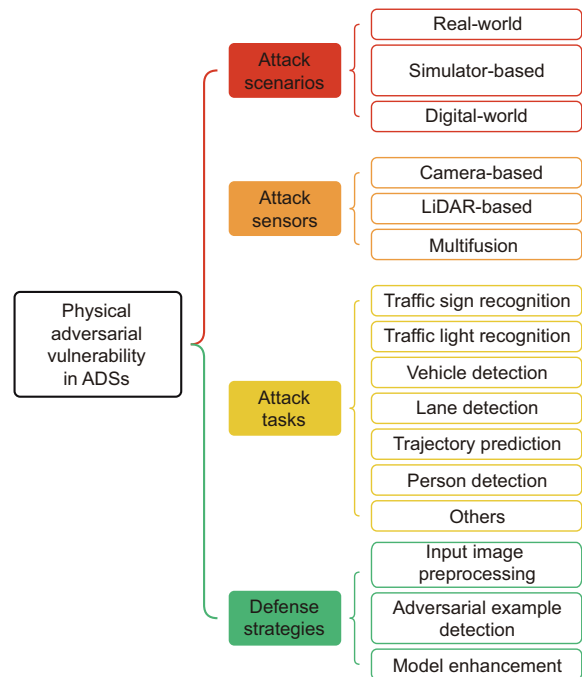 Physical
adversarial
vulnerability
in ADSs
Attack
scenarios
Real-world
Simulator-based
Digital-world
Attack
sensors
Camera-based
LiDAR-based
Multifusion
Attack
tasks
Traffic sign recognition
Traffic light recognition
Vehicle detection
Lane detection
Trajectory prediction
Person detection
Others
Defense
strategies
Input image
preprocessing
Adversarial example
detection
Model enhancement